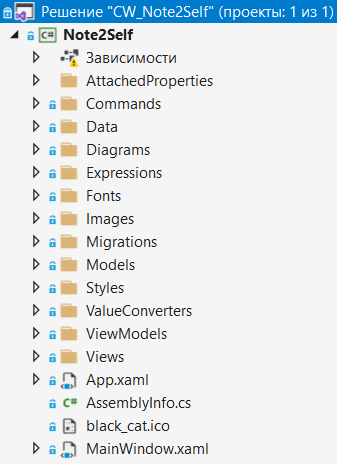 Решение "CW_Note2Self" (проекты: 1 из 1)
Note2Self
Зависимости
AttachedProperties
Commands
Data
Diagrams
Expressions
Fonts
Images
Migrations
Models
Styles
ValueConverters
ViewModels
Views
App.xaml
AssemblyInfo.cs
black_cat.ico
MainWindow.xaml